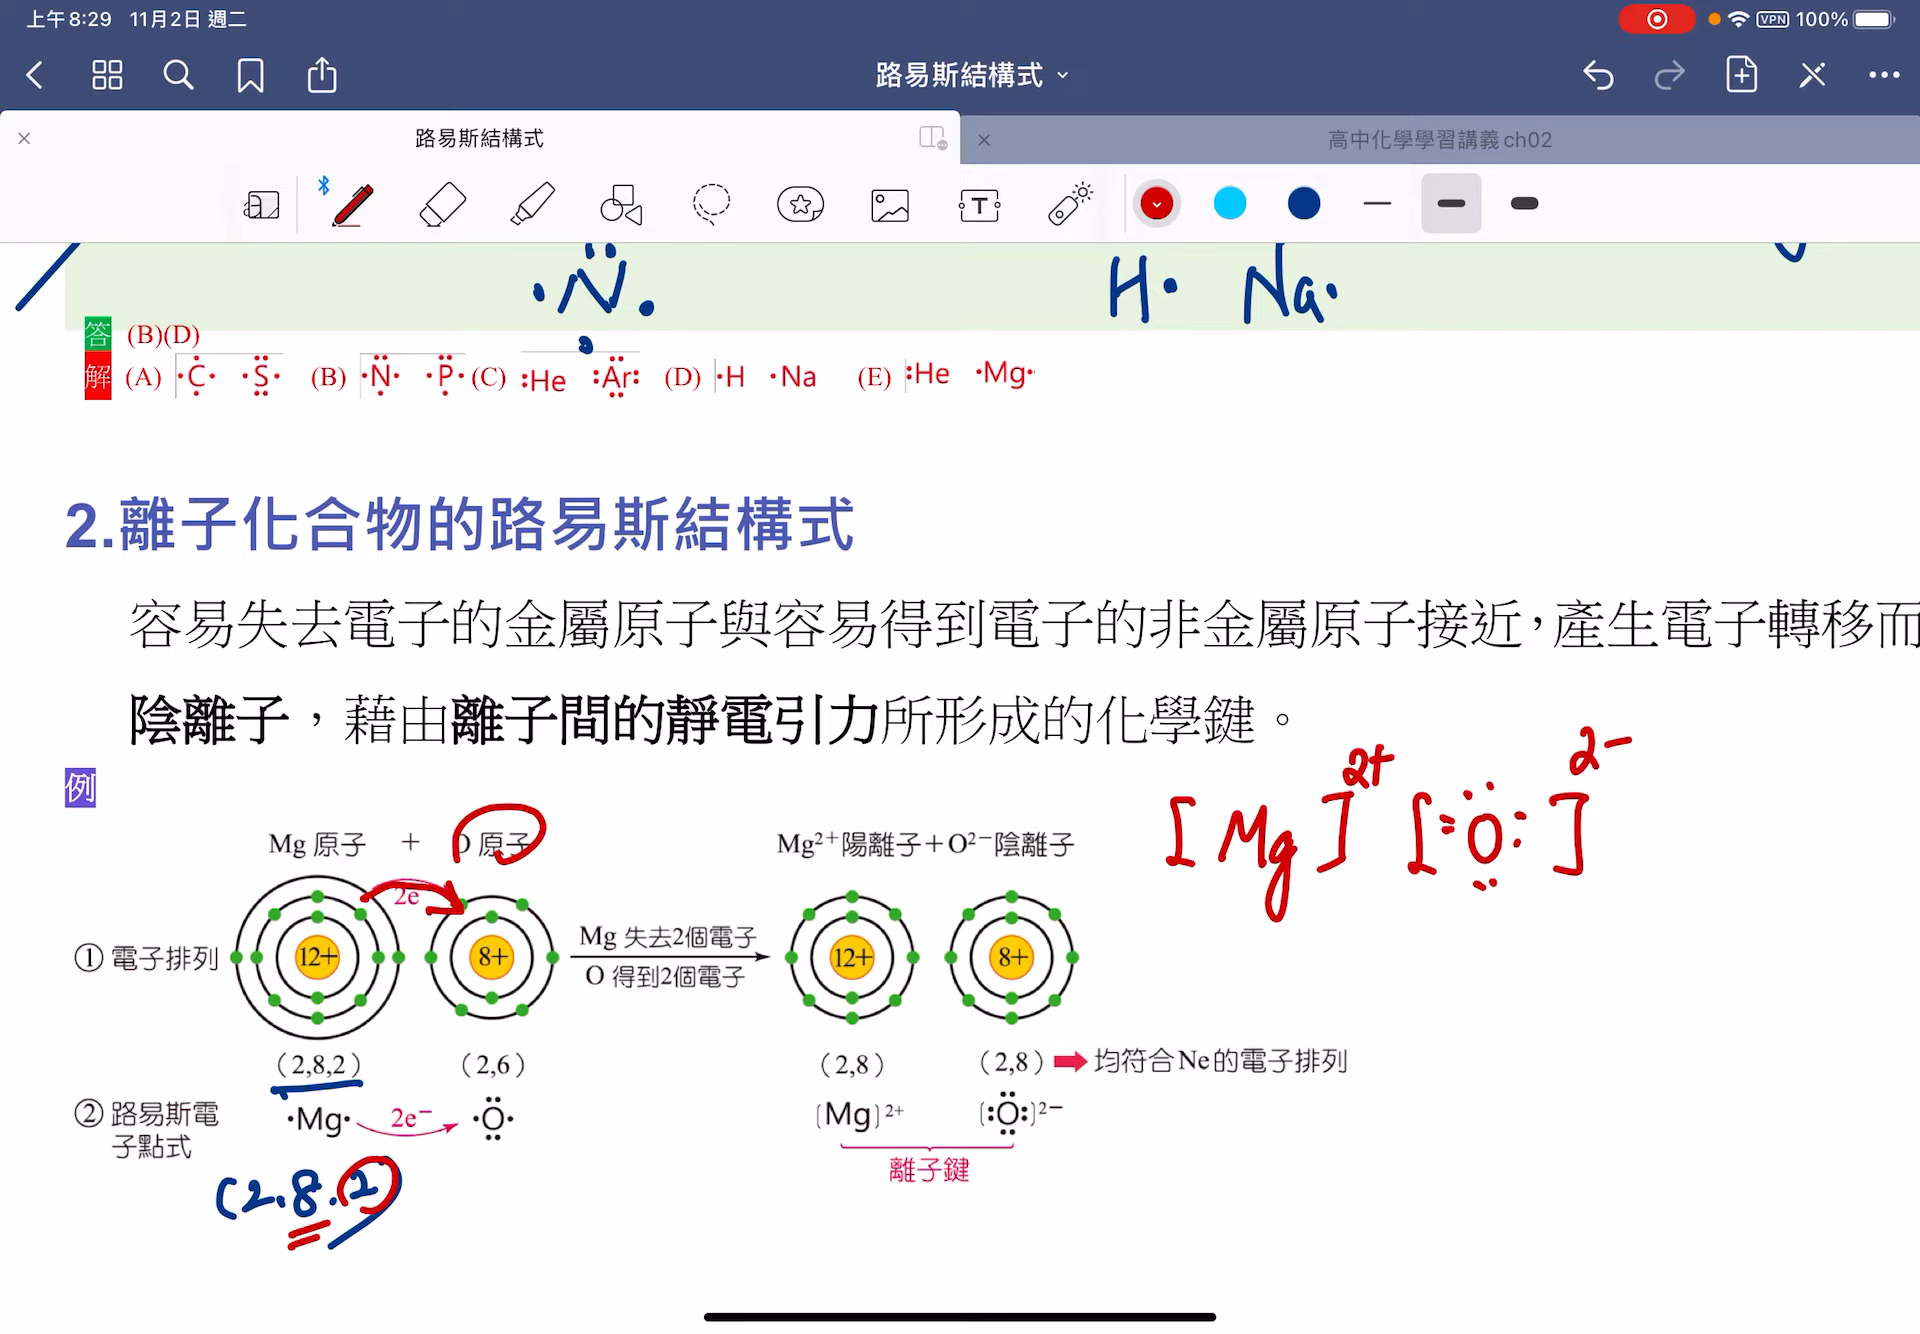 上午8:29 11月2日 週二 VPN 100%
路易斯結構式
路易斯結構式 高中化學學習講義ch02
·N̈· H· Na·
答 (B)(D)
解 (A) C S (B) N P (C) He Ar (D) H Na (E) He Mg
2.離子化合物的路易斯結構式
容易失去電子的金屬原子與容易得到電子的非金屬原子接近，產生電子轉移而
陰離子，藉由離子間的靜電引力所形成的化學鍵。
[Mg]2+ [:Ö:]2−
例
Mg 原子 + O 原子 Mg2+陽離子＋O2−陰離子
2e
① 電子排列 12+ 8+ Mg 失去2個電子 12+ 8+
O 得到2個電子
(2,8,2) (2,6) (2,8) (2,8) 均符合Ne的電子排列
② 路易斯電子點式 ·Mg· 2e− ·Ö· [Mg]2+ [:Ö:]2−
離子鍵
(2.8.2)